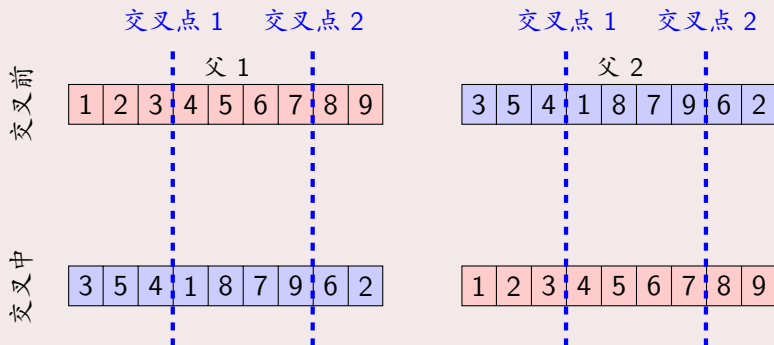 交叉点 1 交叉点 2 交叉点 1 交叉点 2
父 1 父 2
交叉前 1 2 3 4 5 6 7 8 9 3 5 4 1 8 7 9 6 2
交叉中 3 5 4 1 8 7 9 6 2 1 2 3 4 5 6 7 8 9